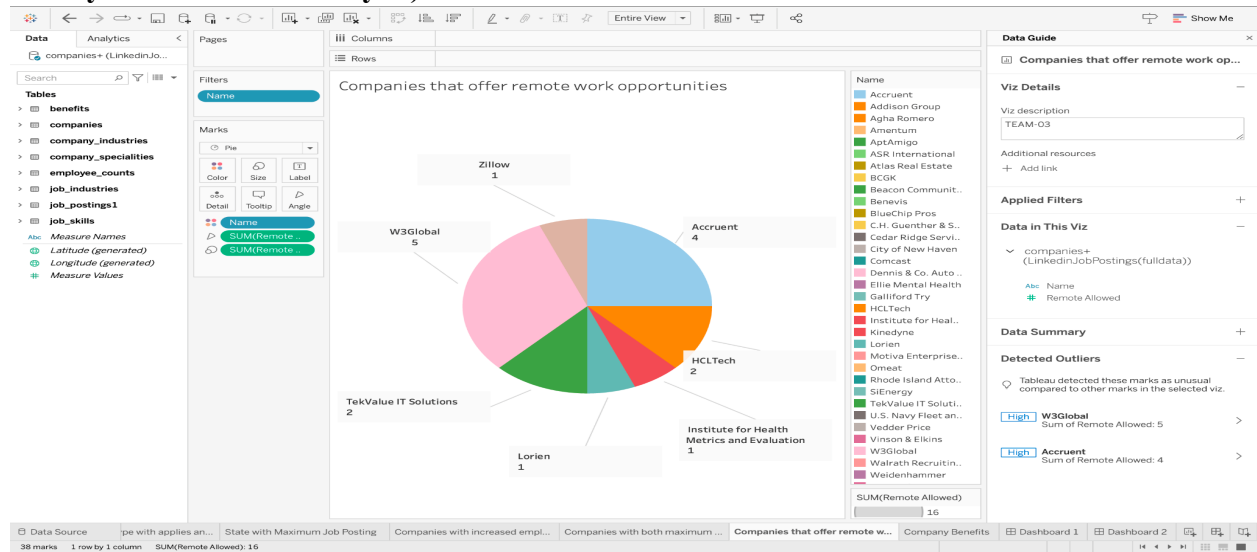 Entire View
Show Me
Data
Analytics
companies+ (LinkedinJo...
Search
Tables
benefits
companies
company_industries
company_specialities
employee_counts
job_industries
job_postings1
job_skills
Abc Measure Names
Latitude (generated)
Longitude (generated)
# Measure Values
Pages
Filters
Name
Marks
Pie
Color
Size
Label
Detail
Tooltip
Angle
Name
SUM(Remote ..
SUM(Remote ..
iii Columns
Rows
Companies that offer remote work opportunities
Zillow
1
W3Global
5
Accruent
4
HCLTech
2
TekValue IT Solutions
2
Institute for Health
Metrics and Evaluation
1
Lorien
1
Name
Accruent
Addison Group
Agha Romero
Amentum
AptAmigo
ASR International
Atlas Real Estate
BCGK
Beacon Communit..
Benevis
BlueChip Pros
C.H. Guenther & S..
Cedar Ridge Servi..
City of New Haven
Comcast
Dennis & Co. Auto ..
Ellie Mental Health
Galliford Try
HCLTech
Institute for Heal..
Kinedyne
Lorien
Motiva Enterprise..
Omeat
Rhode Island Atto..
SiEnergy
TekValue IT Soluti..
U.S. Navy Fleet an..
Vedder Price
Vinson & Elkins
W3Global
Walrath Recruitin..
Weidenhammer
SUM(Remote Allowed)
16
Data Guide
Companies that offer remote work op...
Viz Details
Viz description
TEAM-03
Additional resources
+ Add link
Applied Filters
Data in This Viz
companies+
(LinkedinJobPostings(fulldata))
Abc Name
# Remote Allowed
Data Summary
Detected Outliers
Tableau detected these marks as unusual
compared to other marks in the selected viz.
High W3Global
Sum of Remote Allowed: 5
High Accruent
Sum of Remote Allowed: 4
Data Source
ype with applies an...
State with Maximum Job Posting
Companies with increased empl...
Companies with both maximum ...
Companies that offer remote w...
Company Benefits
Dashboard 1
Dashboard 2
38 marks 1 row by 1 column SUM(Remote Allowed): 16